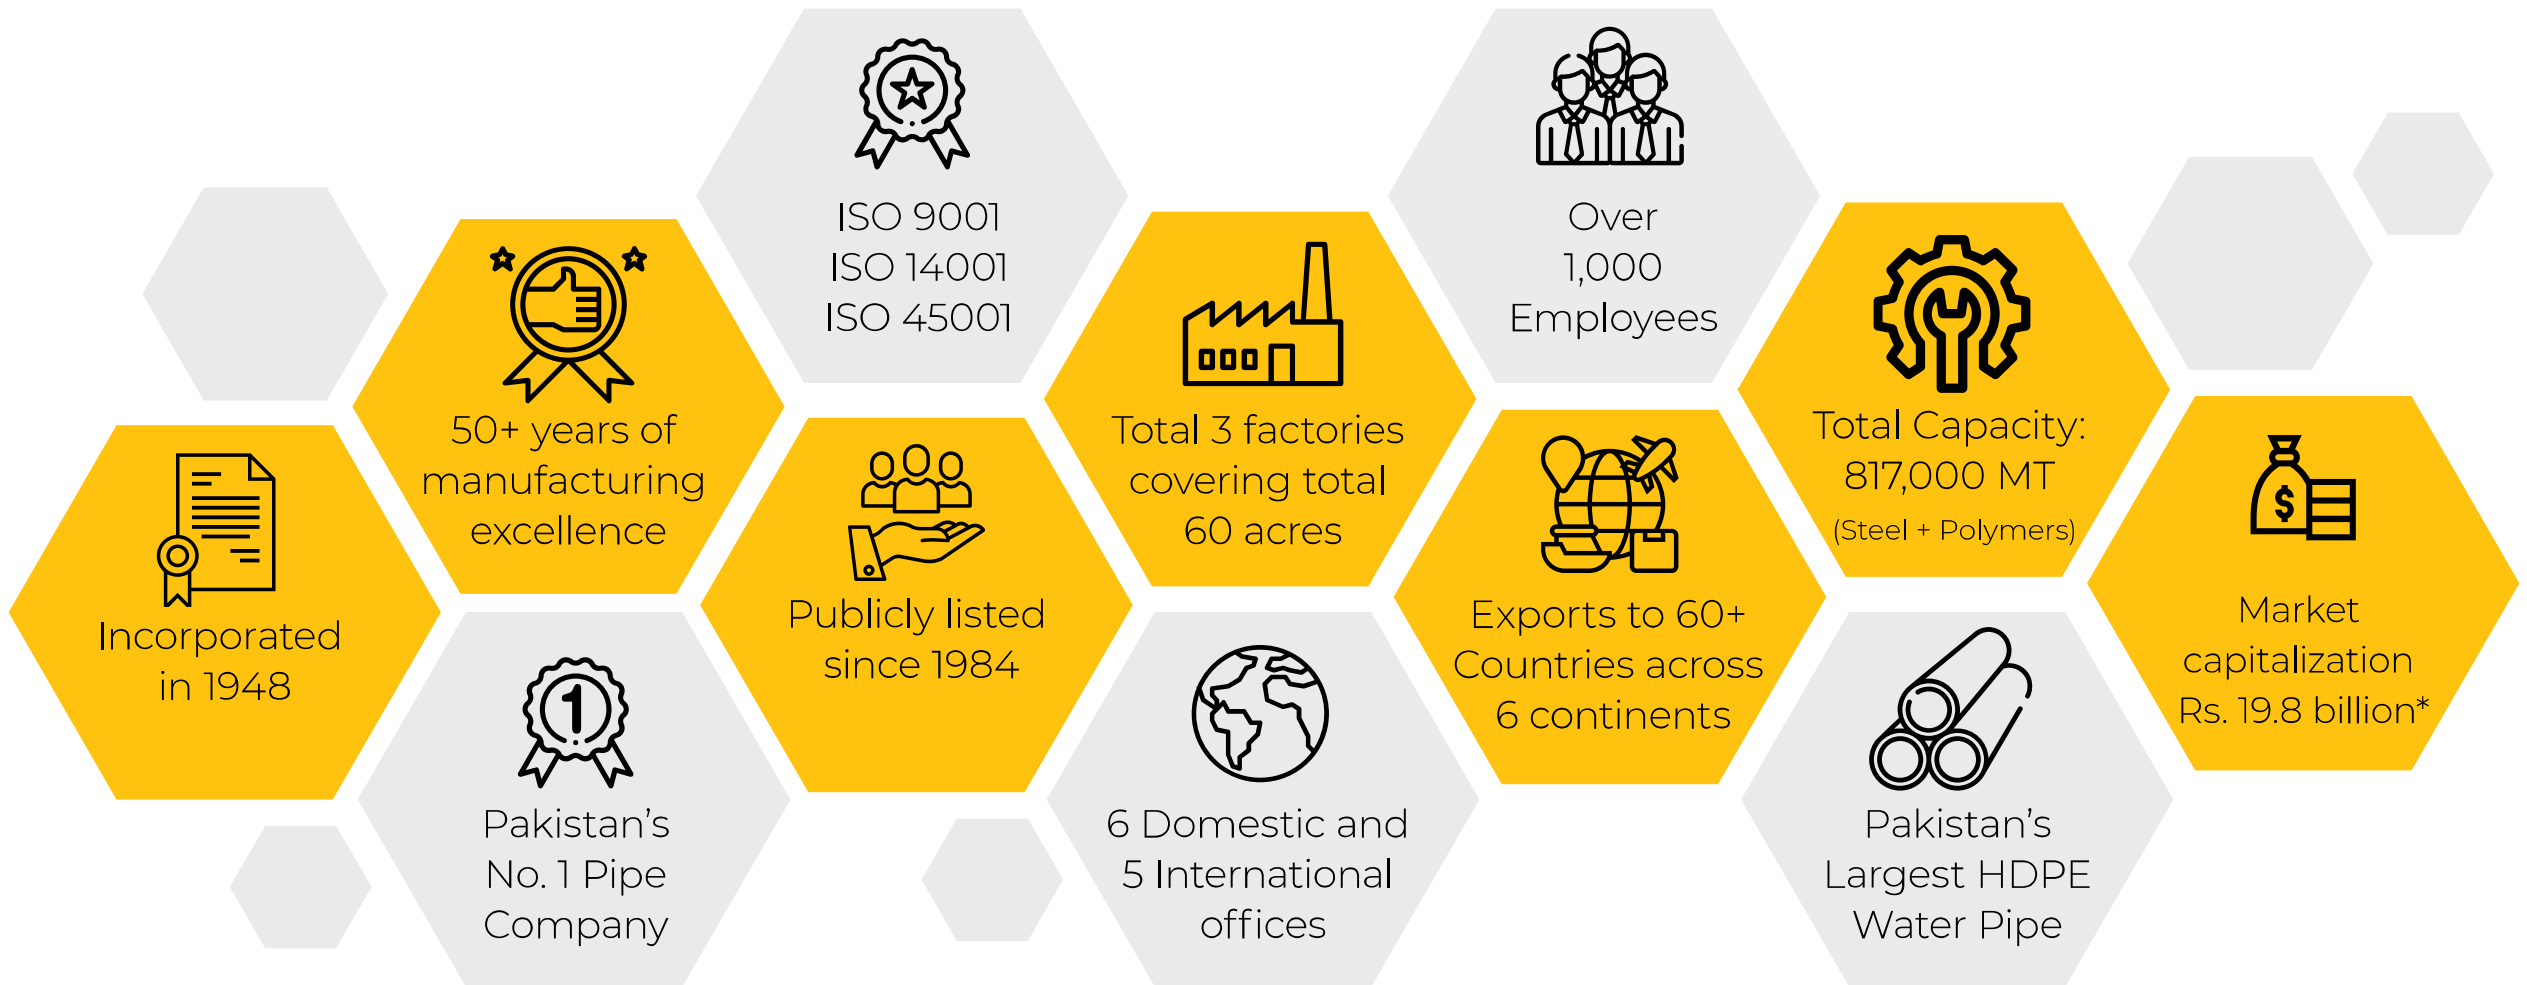 ISO 9001
ISO 14001
ISO 45001
Over
1,000
Employees
50+ years of
manufacturing
excellence
Total 3 factories
covering total
60 acres
Total Capacity:
817,000 MT
(Steel + Polymers)
Incorporated
in 1948
Publicly listed
since 1984
Exports to 60+
Countries across
6 continents
$
Market
capitalization
Rs. 19.8 billion*
1
Pakistan's
No. 1 Pipe
Company
6 Domestic and
5 International
offices
Pakistan's
Largest HDPE
Water Pipe